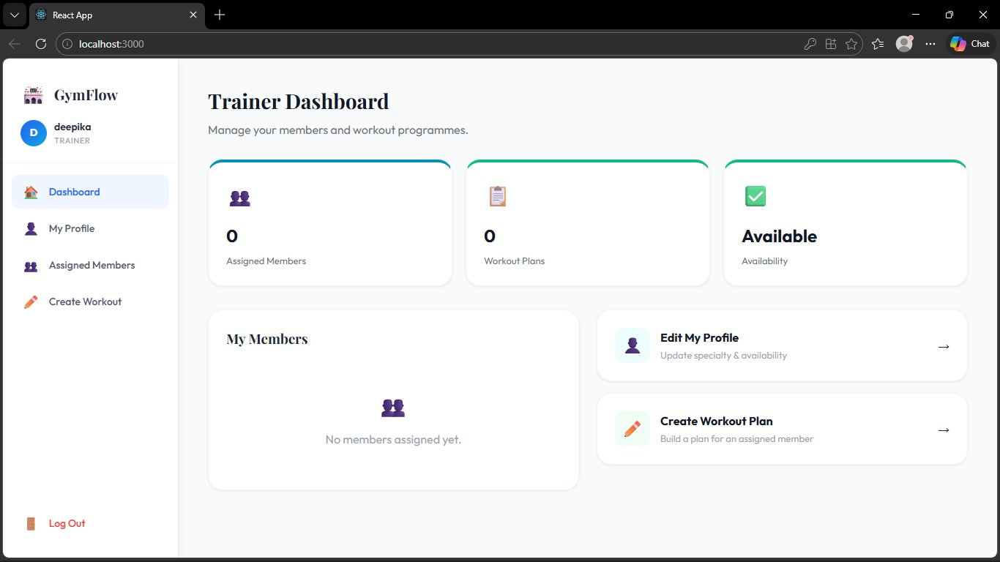 React App
localhost:3000
Chat
GymFlow
D
deepika
TRAINER
Dashboard
My Profile
Assigned Members
Create Workout
Log Out
Trainer Dashboard
Manage your members and workout programmes.
0
Assigned Members
0
Workout Plans
Available
Availability
My Members
No members assigned yet.
Edit My Profile
Update specialty & availability
→
Create Workout Plan
Build a plan for an assigned member
→